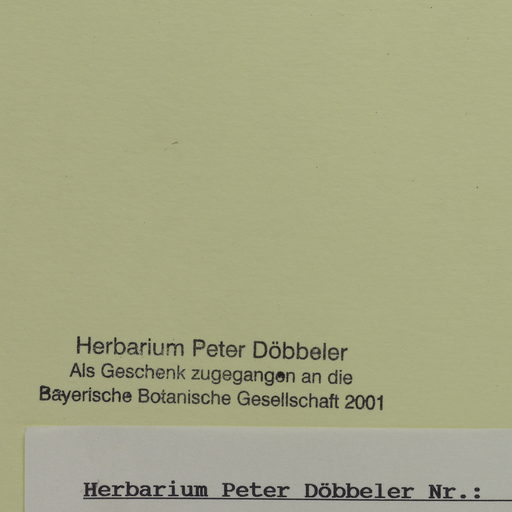 Herbarium Peter Döbbeler
Als Geschenk zugegangen an die
Bayerische Botanische Gesellschaft 2001
Herbarium Peter Döbbeler Nr.: